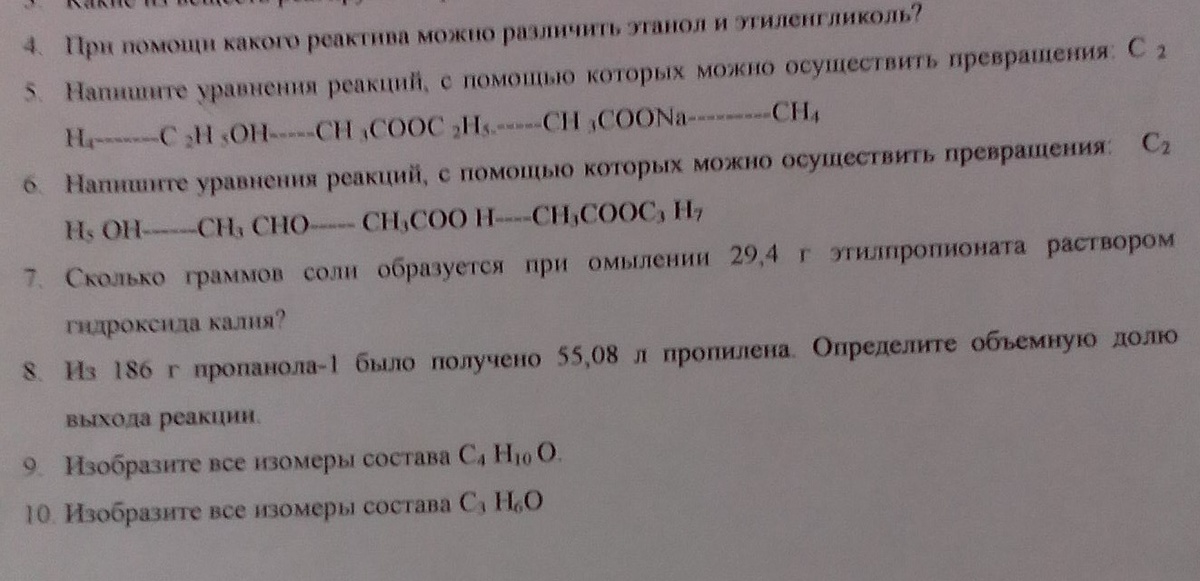 3. Какие из веществ
4. При помощи какого реактива можно различить этанол и этиленгликоль?
5. Напишите уравнения реакций, с помощью которых можно осуществить превращения: C 2
H4-------C 2H 5OH-----CH 3COOC 2H5.-----CH 3COONa----------CH4
6. Напишите уравнения реакций, с помощью которых можно осуществить превращения: C2
H5 OH------CH3 CHO----- CH3COO H----CH3COOC3 H7
7. Сколько граммов соли образуется при омылении 29,4 г этилпропионата раствором
гидроксида калия?
8. Из 186 г пропанола-1 было получено 55,08 л пропилена. Определите объемную долю
выхода реакции.
9. Изобразите все изомеры состава C4 H10 O.
10. Изобразите все изомеры состава C3 H6O